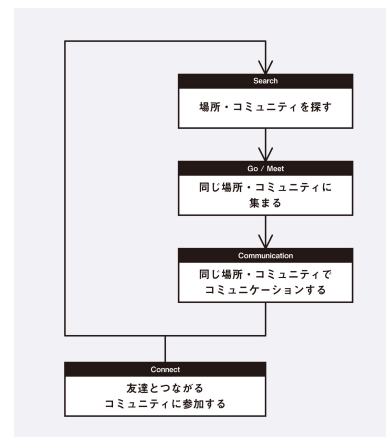 Search
場所・コミュニティを探す
Go / Meet
同じ場所・コミュニティに
集まる
Communication
同じ場所・コミュニティで
コミュニケーションする
Connect
友達とつながる
コミュニティに参加する